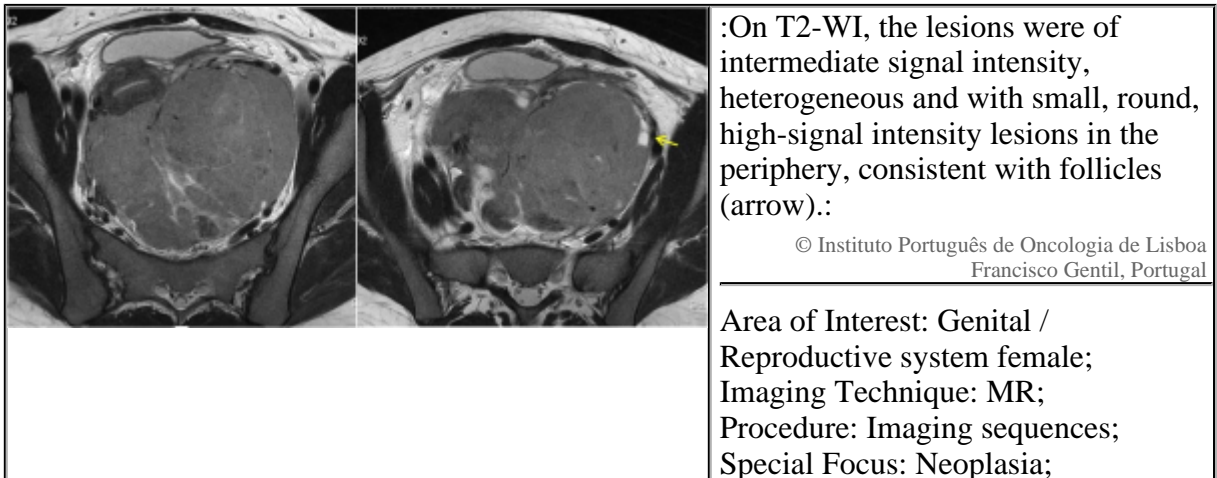 :On T2-WI, the lesions were of
intermediate signal intensity,
heterogeneous and with small, round,
high-signal intensity lesions in the
periphery, consistent with follicles
(arrow).:
© Instituto Português de Oncologia de Lisboa
Francisco Gentil, Portugal
Area of Interest: Genital /
Reproductive system female;
Imaging Technique: MR;
Procedure: Imaging sequences;
Special Focus: Neoplasia;